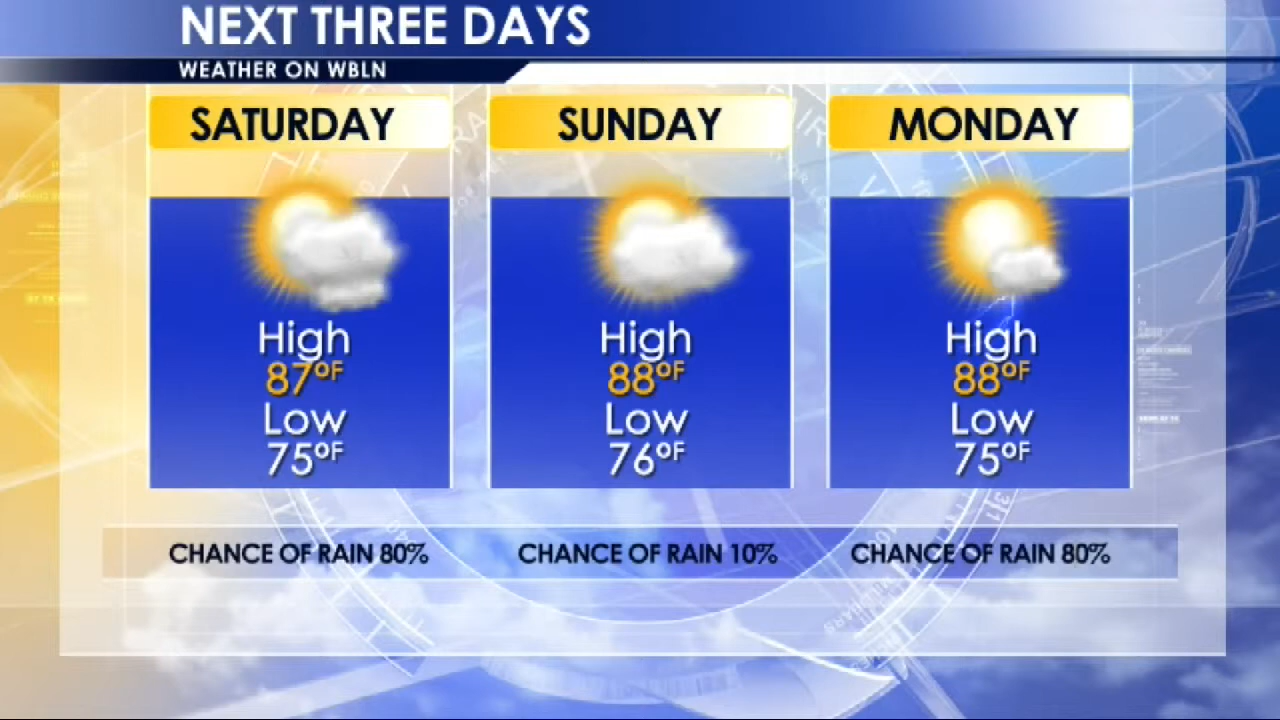 NEXT THREE DAYS
WEATHER ON WBLN
SATURDAY
High
87°F
Low
75°F
CHANCE OF RAIN 80%
SUNDAY
High
88°F
Low
76°F
CHANCE OF RAIN 10%
MONDAY
High
88°F
Low
75°F
CHANCE OF RAIN 80%